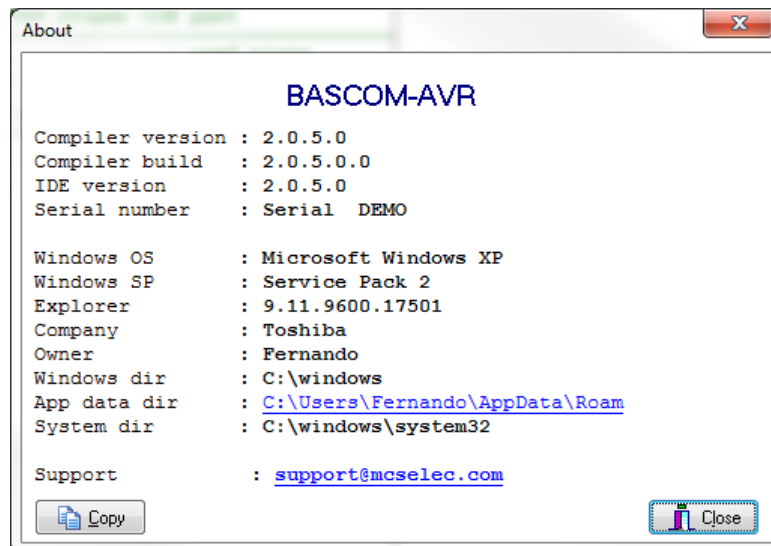 About
BASCOM-AVR
Compiler version : 2.0.5.0
Compiler build : 2.0.5.0.0
IDE version : 2.0.5.0
Serial number : Serial DEMO
Windows OS : Microsoft Windows XP
Windows SP : Service Pack 2
Explorer : 9.11.9600.17501
Company : Toshiba
Owner : Fernando
Windows dir : C:\windows
App data dir : C:\Users\Fernando\AppData\Roam
System dir : C:\windows\system32
Support : support@mcselec.com
Copy
Close